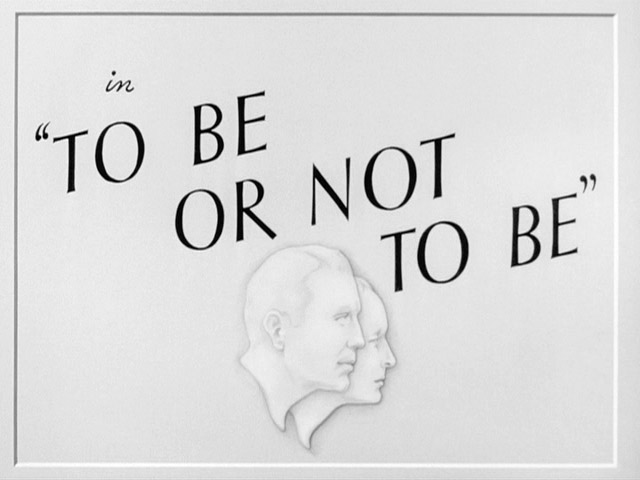 in
“TO BE
OR NOT
TO BE”